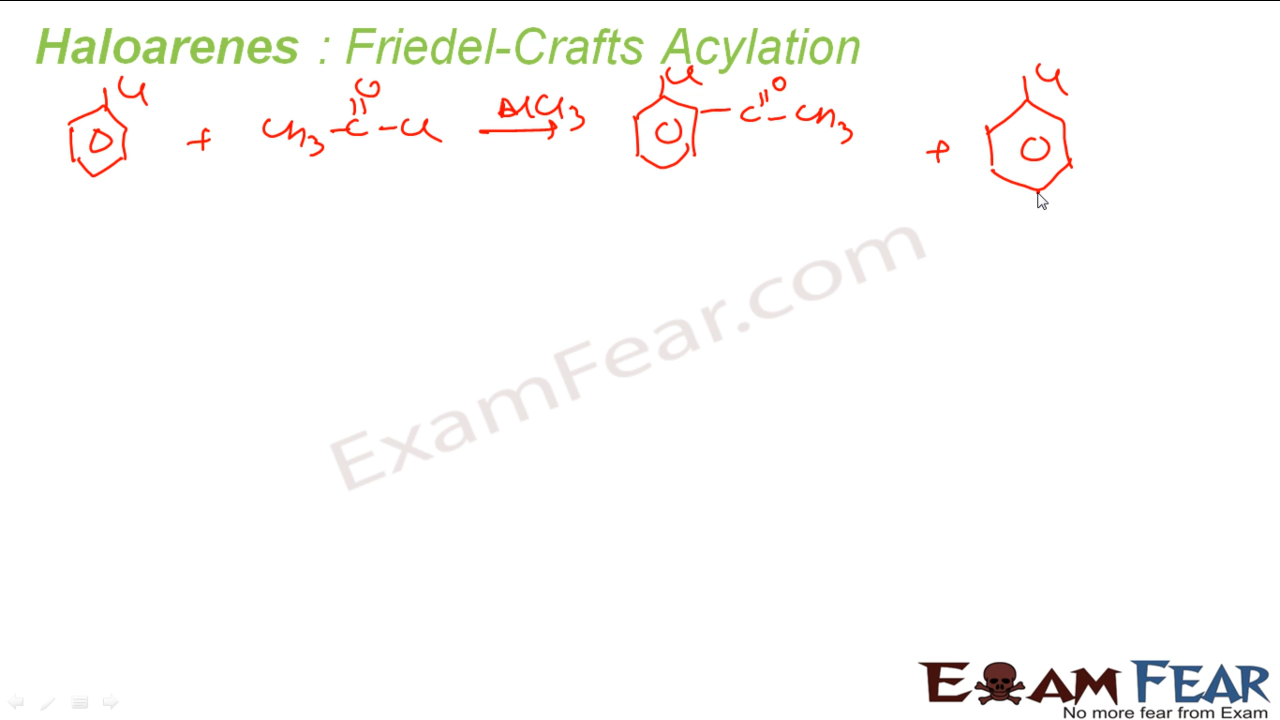 Haloarenes : Friedel-Crafts Acylation
Cl O AlCl3 Cl O Cl
+ CH3 - C - Cl C - CH3 +
ExamFear.com
EXAM FEAR
No more fear from Exam